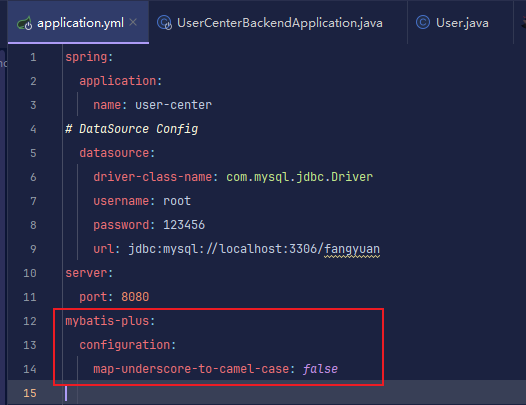 application.yml × UserCenterBackendApplication.java User.java
1 spring:
2   application:
3     name: user-center
4 # DataSource Config
5   datasource:
6     driver-class-name: com.mysql.jdbc.Driver
7     username: root
8     password: 123456
9     url: jdbc:mysql://localhost:3306/fangyuan
10 server:
11   port: 8080
12 mybatis-plus:
13   configuration:
14     map-underscore-to-camel-case: false
15